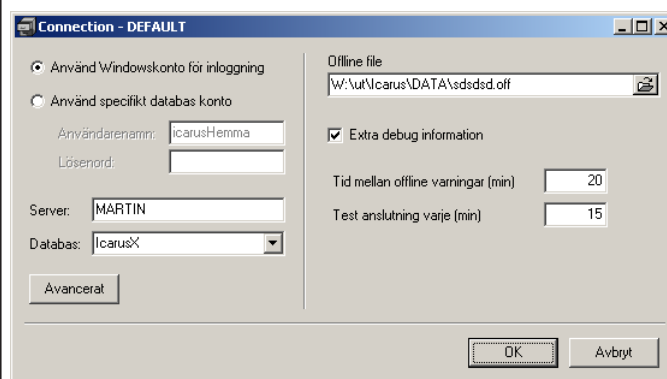 Connection - DEFAULT
Använd Windowskonto för inloggning
Använd specifikt databas konto
Användarenamn: icarusHemma
Lösenord:
Server: MARTIN
Databas: IcarusX
Avancerat
Offline file
W:\ut\Icarus\DATA\sdsdsd.off
Extra debug information
Tid mellan offline varningar (min) 20
Test anslutning varje (min) 15
OK
Avbryt